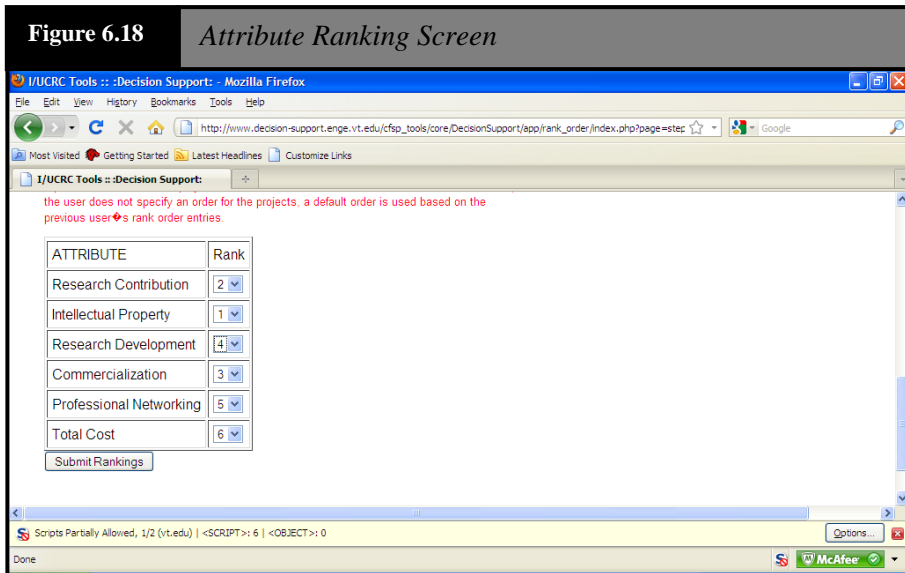 Figure 6.18 Attribute Ranking Screen
I/UCRC Tools :: :Decision Support: - Mozilla Firefox
File Edit View History Bookmarks Tools Help
http://www.decision-support.enge.vt.edu/cfsp_tools/core/DecisionSupport/app/rank_order/index.php?page=step Google
Most Visited Getting Started Latest Headlines Customize Links
I/UCRC Tools :: :Decision Support:
the user does not specify an order for the projects, a default order is used based on the
previous user�s rank order entries.
ATTRIBUTE Rank
Research Contribution 2
Intellectual Property 1
Research Development 4
Commercialization 3
Professional Networking 5
Total Cost 6
Submit Rankings
Scripts Partially Allowed, 1/2 (vt.edu) | <SCRIPT>: 6 | <OBJECT>: 0 Options...
Done McAfee